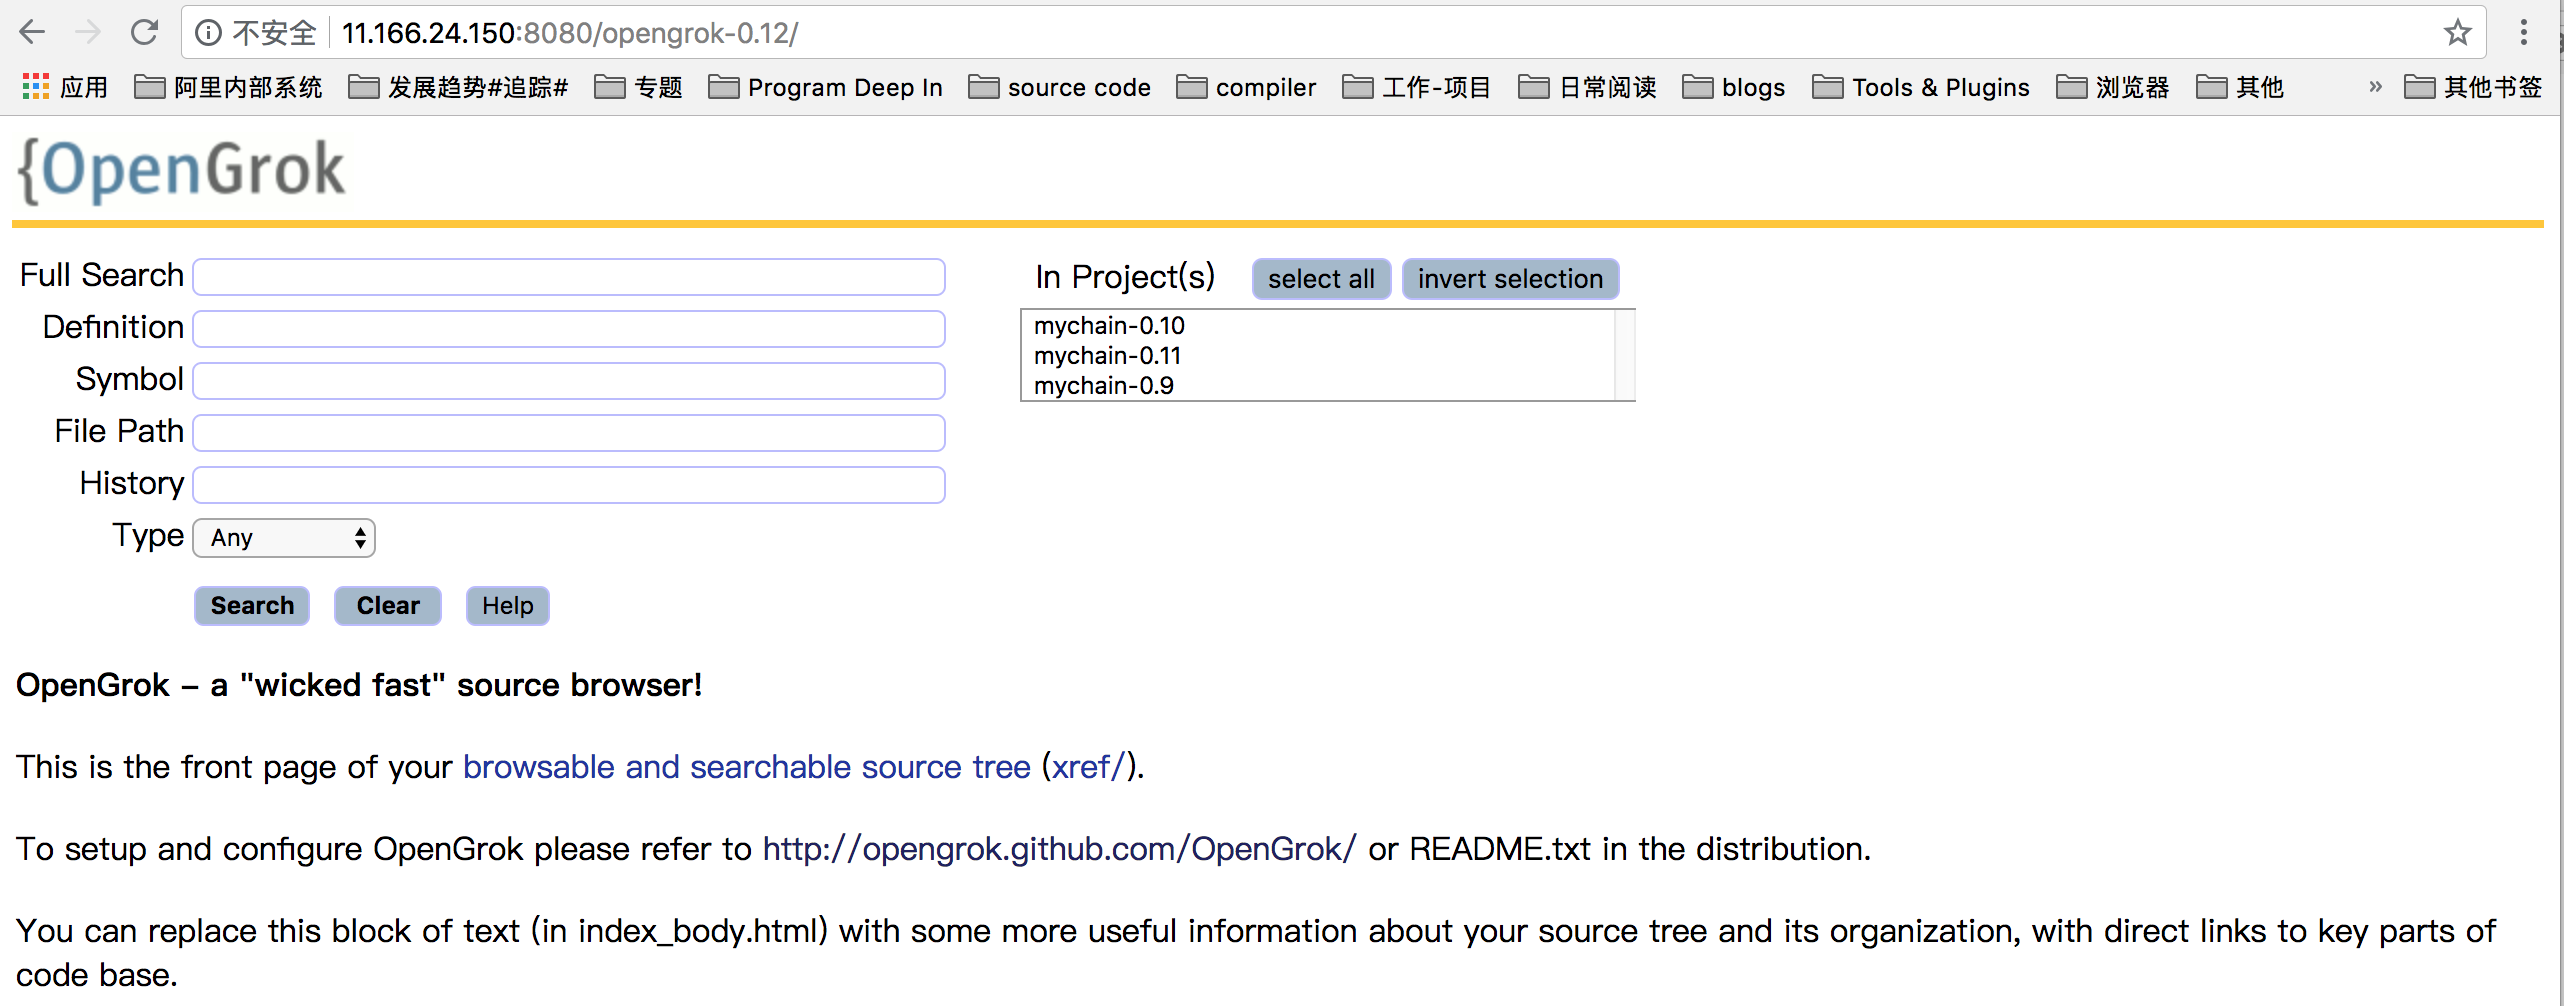 不安全 11.166.24.150:8080/opengrok-0.12/
应用 阿里内部系统 发展趋势#追踪# 专题 Program Deep In source code compiler 工作-项目 日常阅读 blogs Tools & Plugins 浏览器 其他 » 其他书签
{OpenGrok
Full Search
Definition
Symbol
File Path
History
Type Any
Search Clear Help
In Project(s) select all invert selection
mychain-0.10
mychain-0.11
mychain-0.9
OpenGrok – a "wicked fast" source browser!
This is the front page of your browsable and searchable source tree (xref/).
To setup and configure OpenGrok please refer to http://opengrok.github.com/OpenGrok/ or README.txt in the distribution.
You can replace this block of text (in index_body.html) with some more useful information about your source tree and its organization, with direct links to key parts of
code base.